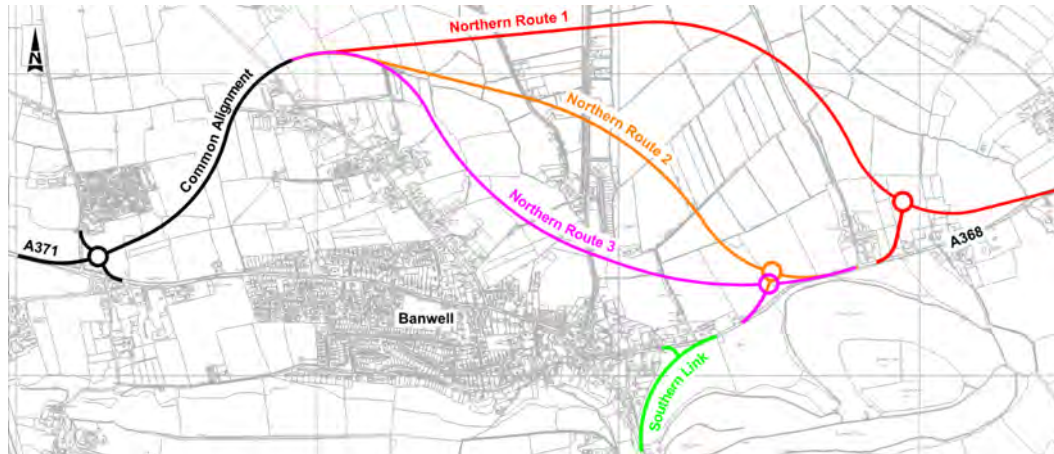 Northern Route 1
N
Common Alignment
Northern Route 2
Northern Route 3
A371
A368
Banwell
Southern Link